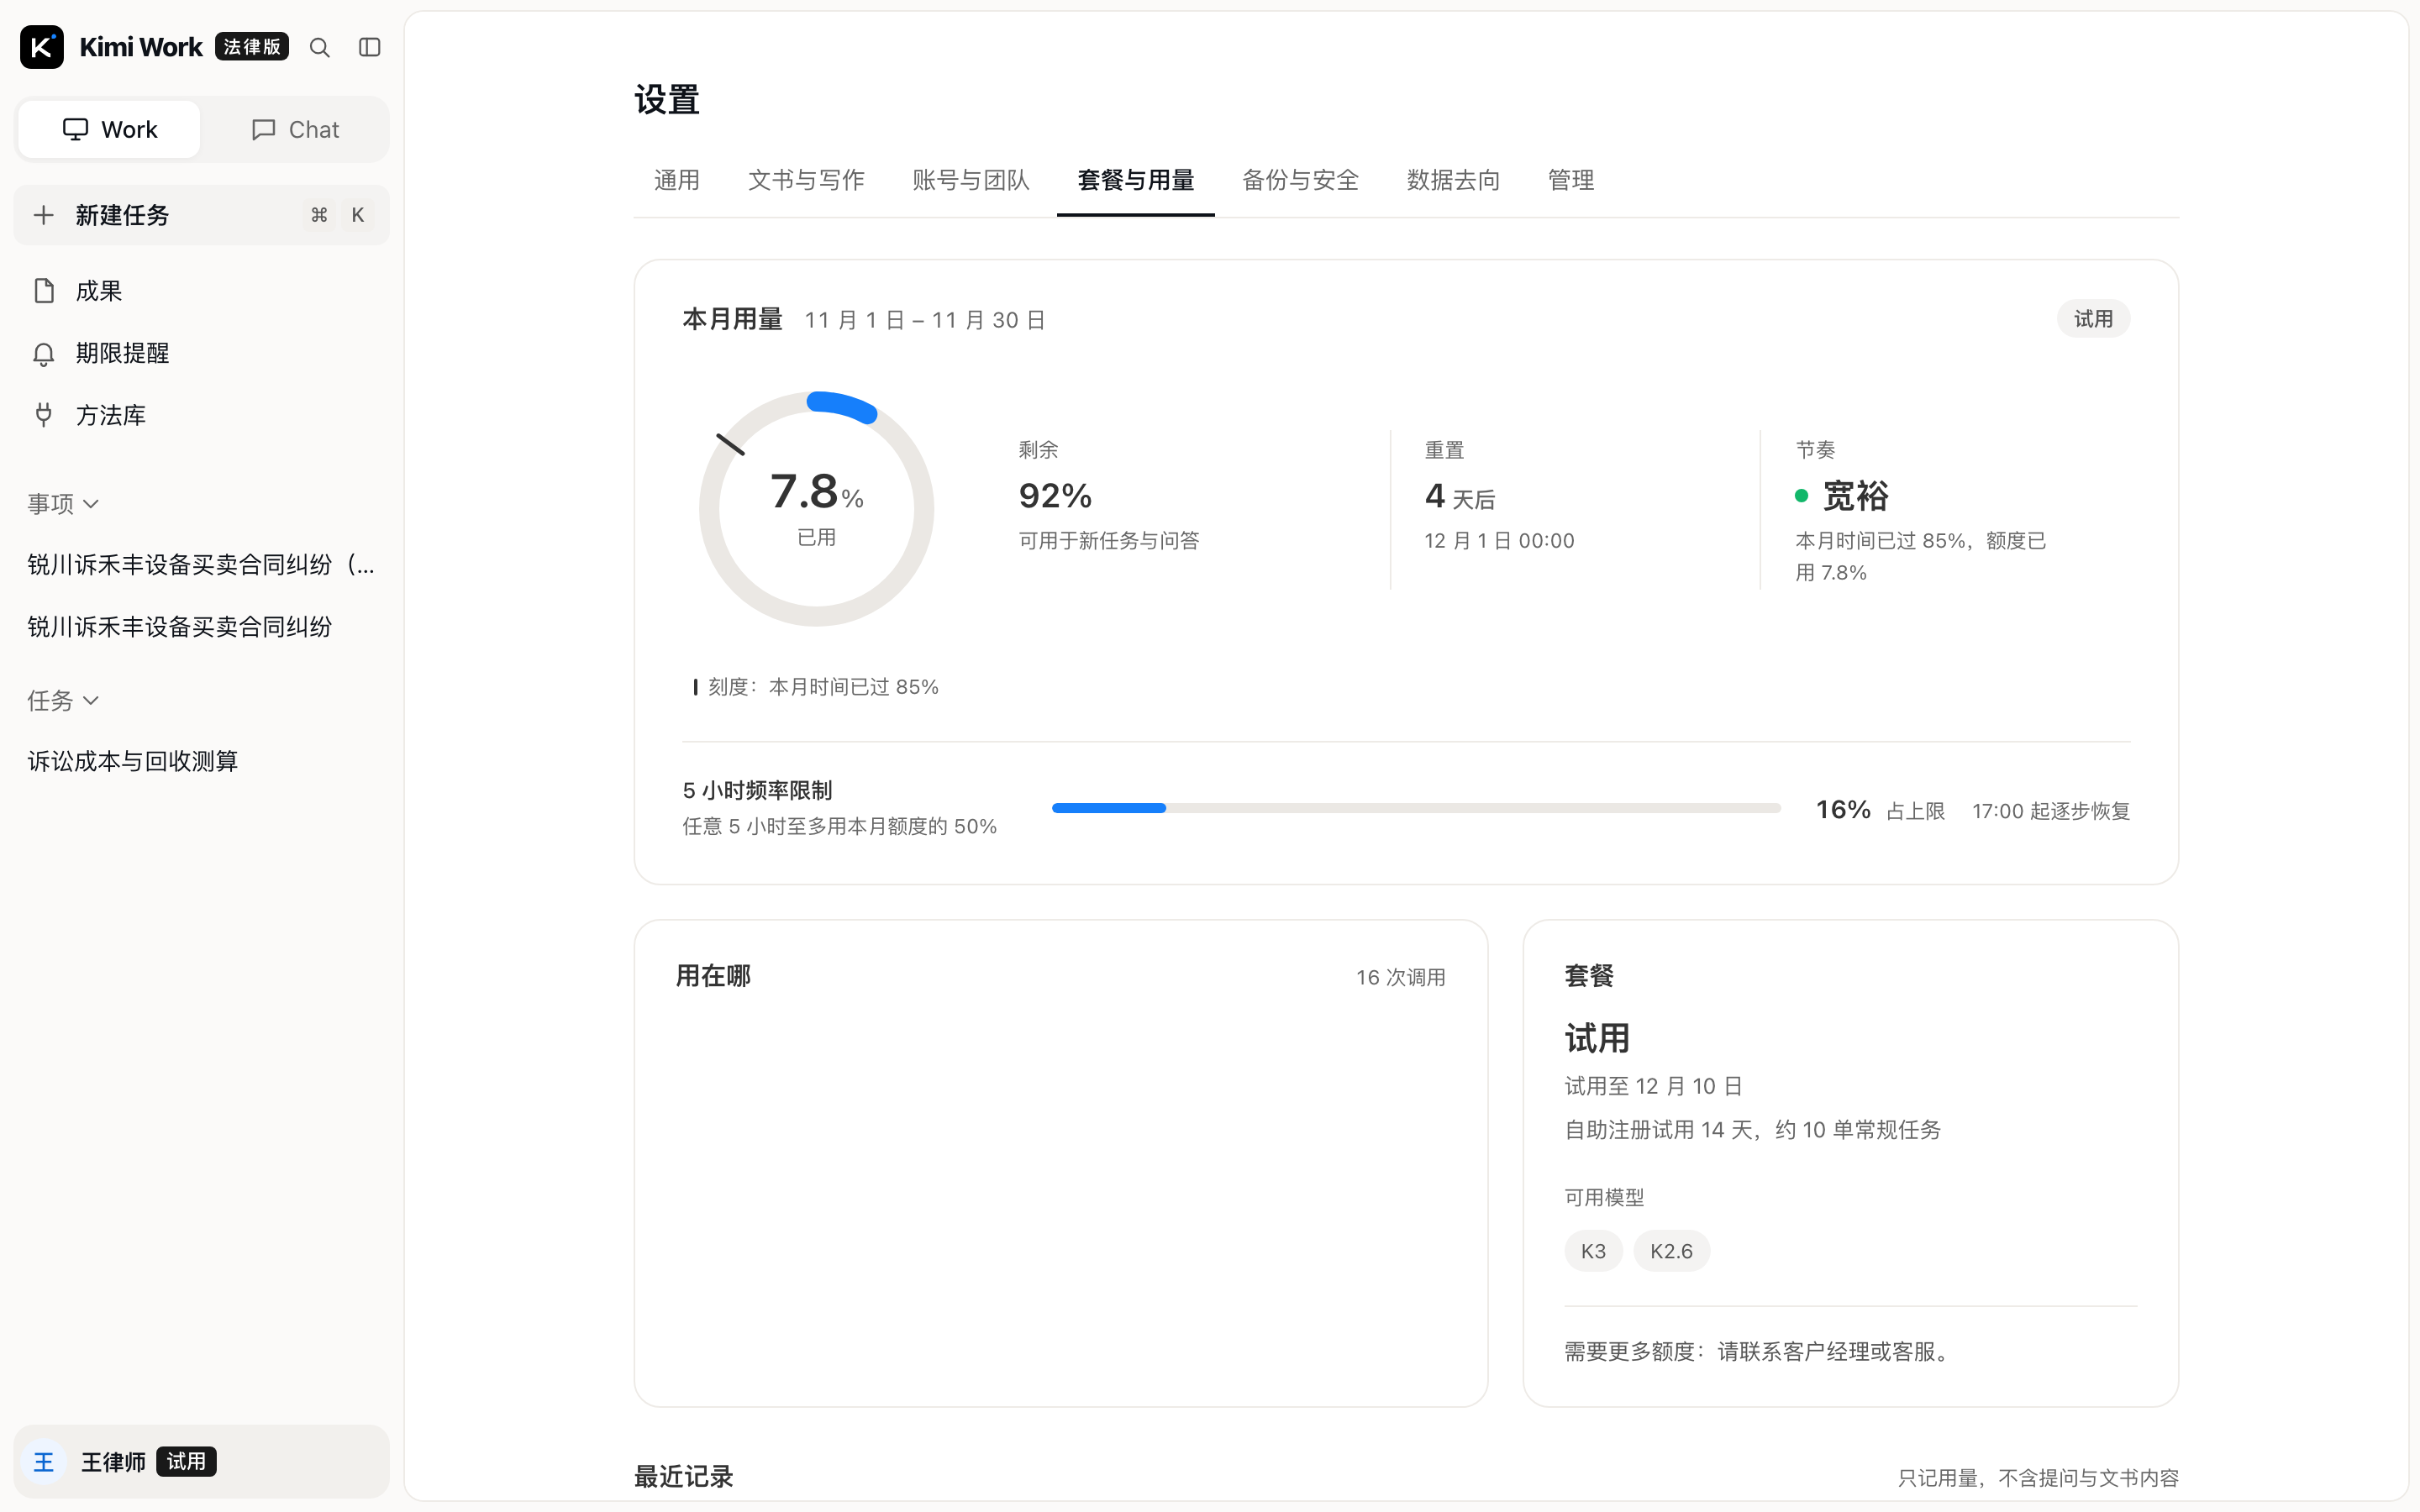 Kimi Work 法律版
Work
Chat
新建任务 ⌘ K
成果
期限提醒
方法库
事项
锐川诉禾丰设备买卖合同纠纷（...
锐川诉禾丰设备买卖合同纠纷
任务
诉讼成本与回收测算
王 王律师 试用
设置
通用 文书与写作 账号与团队 套餐与用量 备份与安全 数据去向 管理
本月用量 11 月 1 日 – 11 月 30 日
试用
7.8%
已用
剩余
92%
可用于新任务与问答
重置
4 天后
12 月 1 日 00:00
节奏
宽裕
本月时间已过 85%，额度已
用 7.8%
刻度：本月时间已过 85%
5 小时频率限制
任意 5 小时至多用本月额度的 50%
16% 占上限 17:00 起逐步恢复
用在哪
16 次调用
套餐
试用
试用至 12 月 10 日
自助注册试用 14 天，约 10 单常规任务
可用模型
K3 K2.6
需要更多额度：请联系客户经理或客服。
最近记录
只记用量，不含提问与文书内容